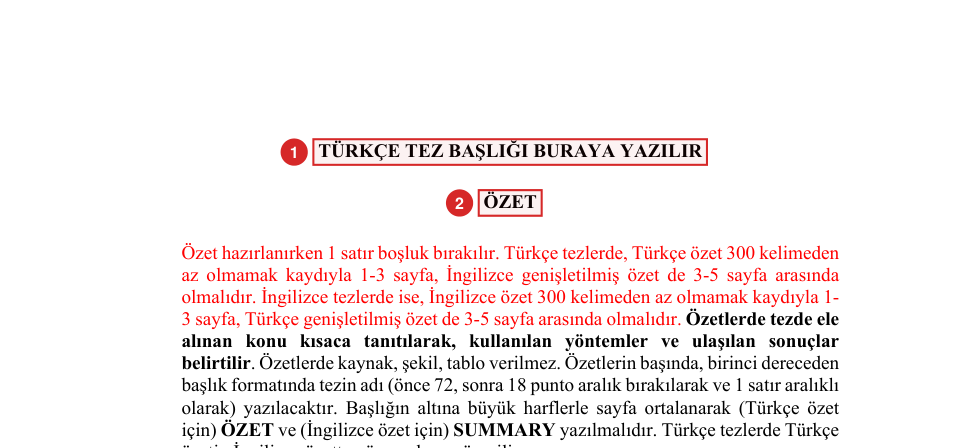 1 TÜRKÇE TEZ BAŞLIĞI BURAYA YAZILIR
2 ÖZET
Özet hazırlanırken 1 satır boşluk bırakılır. Türkçe tezlerde, Türkçe özet 300 kelimeden
az olmamak kaydıyla 1-3 sayfa, İngilizce genişletilmiş özet de 3-5 sayfa arasında
olmalıdır. İngilizce tezlerde ise, İngilizce özet 300 kelimeden az olmamak kaydıyla 1-
3 sayfa, Türkçe genişletilmiş özet de 3-5 sayfa arasında olmalıdır. Özetlerde tezde ele
alınan konu kısaca tanıtılarak, kullanılan yöntemler ve ulaşılan sonuçlar
belirtilir. Özetlerde kaynak, şekil, tablo verilmez. Özetlerin başında, birinci dereceden
başlık formatında tezin adı (önce 72, sonra 18 punto aralık bırakılarak ve 1 satır aralıklı
olarak) yazılacaktır. Başlığın altına büyük harflerle sayfa ortalanarak (Türkçe özet
için) ÖZET ve (İngilizce özet için) SUMMARY yazılmalıdır. Türkçe tezlerde Türkçe